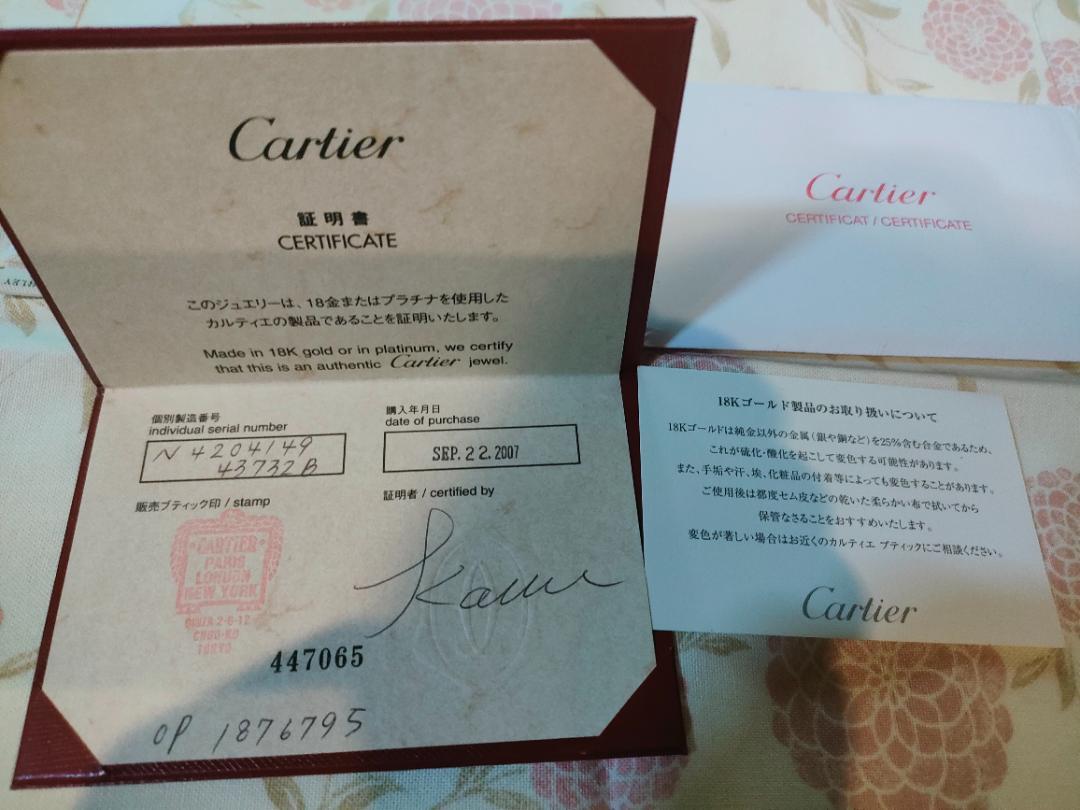 Cartier
証明書
CERTIFICATE
このジュエリーは、18金またはプラチナを使用した
カルティエの製品であることを証明いたします。
Made in 18K gold or in platinum, we certify
that this is an authentic Cartier jewel.
個別製造番号
individual serial number
N 4204149
43732B
購入年月日
date of purchase
SEP. 22. 2007
販売ブティック印 / stamp
証明者 / certified by
CARTIER
PARIS
LONDON
NEW YORK
GINZA 2-6-12
CHUO-KU
TOKYO
447065
OP 1876795
Cartier
CERTIFICAT / CERTIFICATE
18Kゴールド製品のお取り扱いについて
18Kゴールドは純金以外の金属（銀や銅など）を25%含む合金であるため、
これが硫化・酸化を起こして変色する可能性があります。
また、手垢や汗、埃、化粧品の付着等によっても変色することがあります。
ご使用後は都度セム皮などの乾いた柔らかい布で拭いてから
保管なさることをおすすめいたします。
変色が著しい場合はお近くのカルティエ ブティックにご相談ください。
Cartier